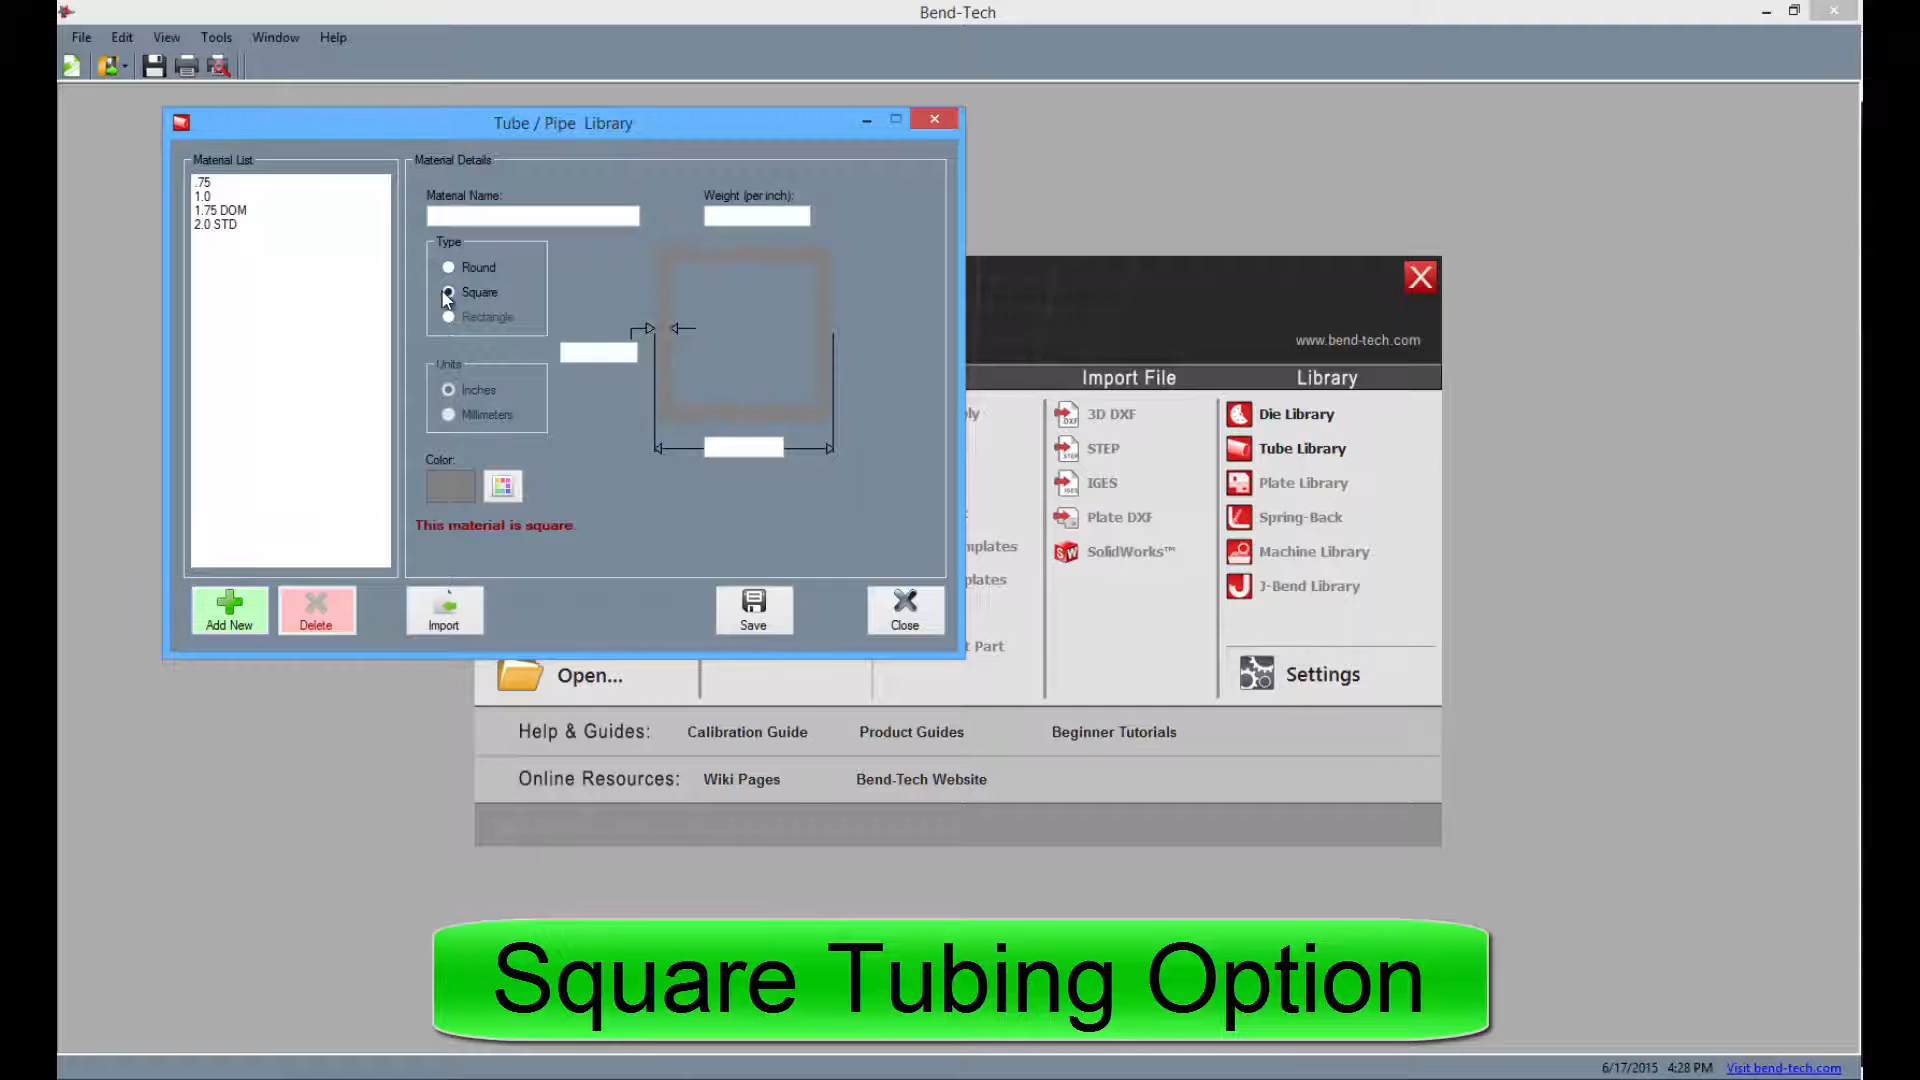 Bend-Tech
File Edit View Tools Window Help
Tube / Pipe Library
Material List
.75
1.0
1.75 DOM
2.0 STD
Material Details
Material Name:
Weight (per inch):
Type
Round
Square
Rectangle
Units
Inches
Millimeters
Color:
This material is square.
Add New
Delete
Import
Save
Close
www.bend-tech.com
Import File
Library
3D DXF
STEP
IGES
Plate DXF
SolidWorks™
Die Library
Tube Library
Plate Library
Spring-Back
Machine Library
J-Bend Library
Part
Open...
Settings
Help & Guides: Calibration Guide Product Guides Beginner Tutorials
Online Resources: Wiki Pages Bend-Tech Website
Square Tubing Option
6/17/2015 4:28 PM Visit bend-tech.com